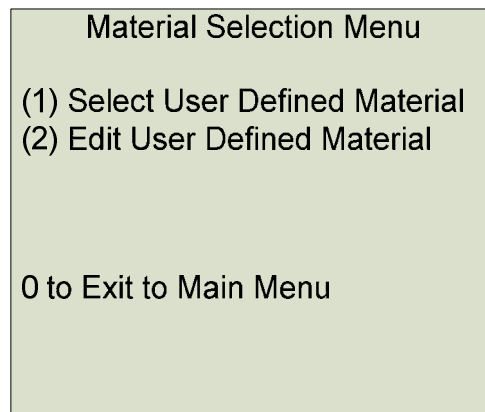 Material Selection Menu
(1) Select User Defined Material
(2) Edit User Defined Material
0 to Exit to Main Menu